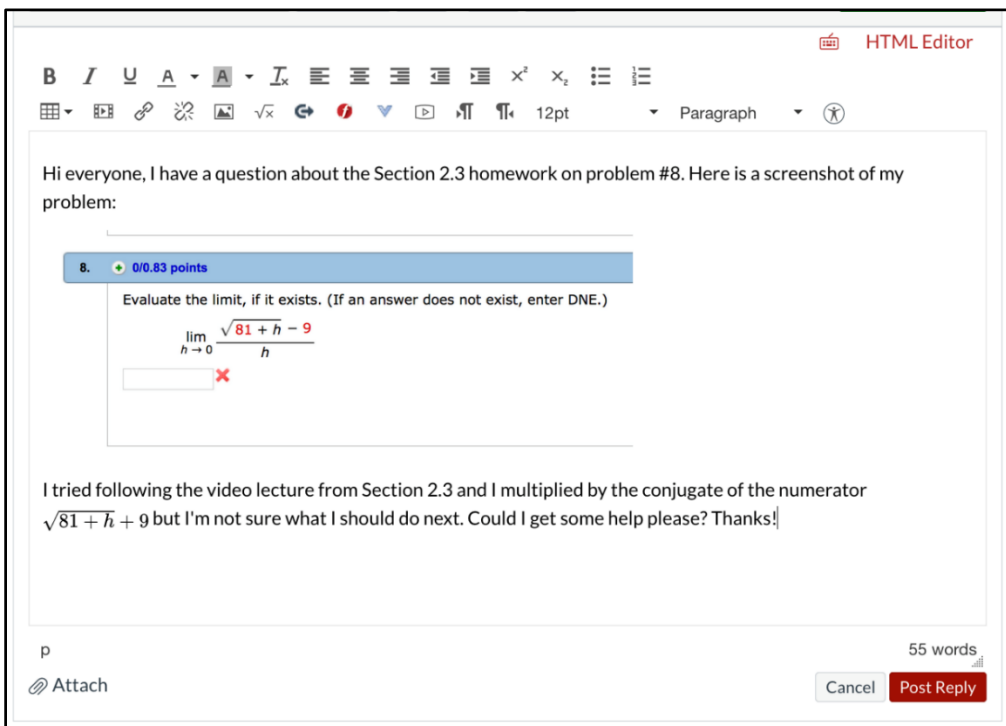 HTML Editor
B I U A A Ix x² x₂
√x 12pt Paragraph
Hi everyone, I have a question about the Section 2.3 homework on problem #8. Here is a screenshot of my
problem:
8. 0/0.83 points
Evaluate the limit, if it exists. (If an answer does not exist, enter DNE.)
lim h → 0 (√(81 + h) − 9) / h
I tried following the video lecture from Section 2.3 and I multiplied by the conjugate of the numerator
√(81 + h) + 9 but I'm not sure what I should do next. Could I get some help please? Thanks!
p 55 words
Attach Cancel Post Reply